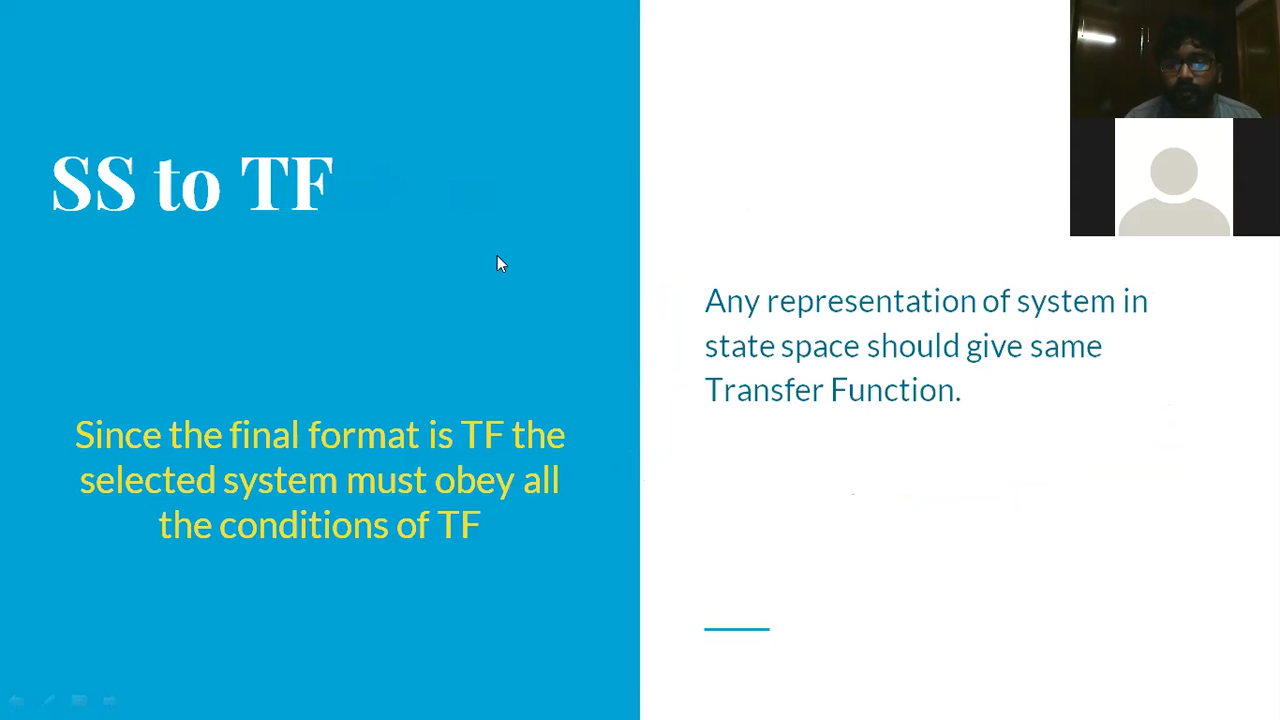 SS to TF
Since the final format is TF the
selected system must obey all
the conditions of TF
Any representation of system in
state space should give same
Transfer Function.